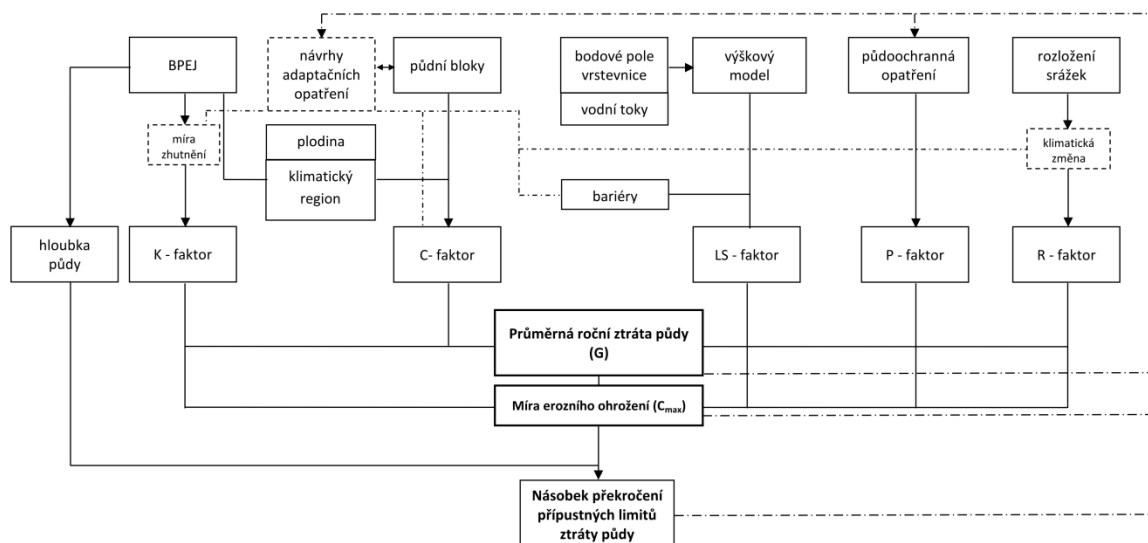 BPEJ
návrhy
adaptačních
opatření
půdní bloky
bodové pole
vrstevnice
vodní toky
výškový
model
půdoochranná
opatření
rozložení
srážek
míra
zhutnění
plodina
klimatický
region
klimatická
změna
bariéry
hloubka
půdy
K - faktor
C- faktor
LS - faktor
P - faktor
R - faktor
Průměrná roční ztráta půdy
(G)
Míra erozního ohrožení (Cmax)
Násobek překročení
přípustných limitů
ztráty půdy